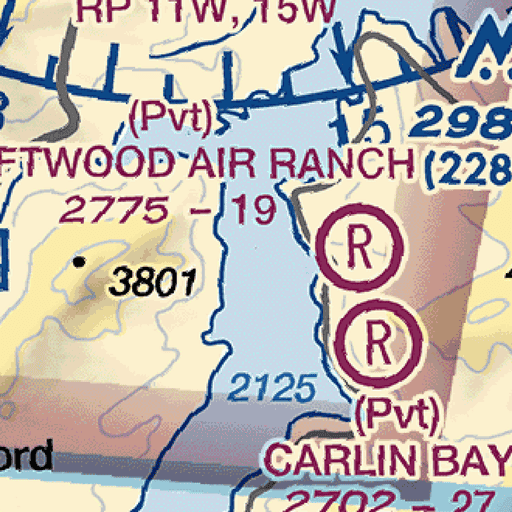 RP 11W, 15W
(Pvt)
298
FTWOOD AIR RANCH
(228
2775 - 19
R
3801
R
2125
(Pvt)
ord
CARLIN BAY
2702 - 27